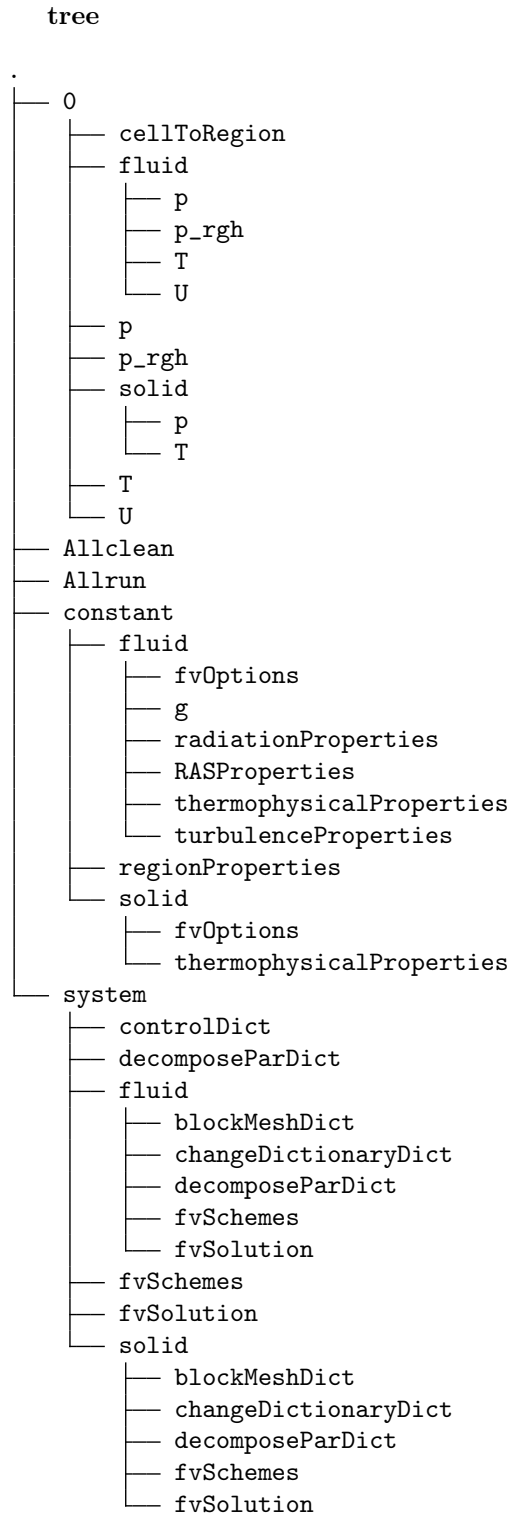 tree
.
0
cellToRegion
fluid
p
p_rgh
T
U
p
p_rgh
solid
p
T
T
U
Allclean
Allrun
constant
fluid
fvOptions
g
radiationProperties
RASProperties
thermophysicalProperties
turbulenceProperties
regionProperties
solid
fvOptions
thermophysicalProperties
system
controlDict
decomposeParDict
fluid
blockMeshDict
changeDictionaryDict
decomposeParDict
fvSchemes
fvSolution
fvSchemes
fvSolution
solid
blockMeshDict
changeDictionaryDict
decomposeParDict
fvSchemes
fvSolution